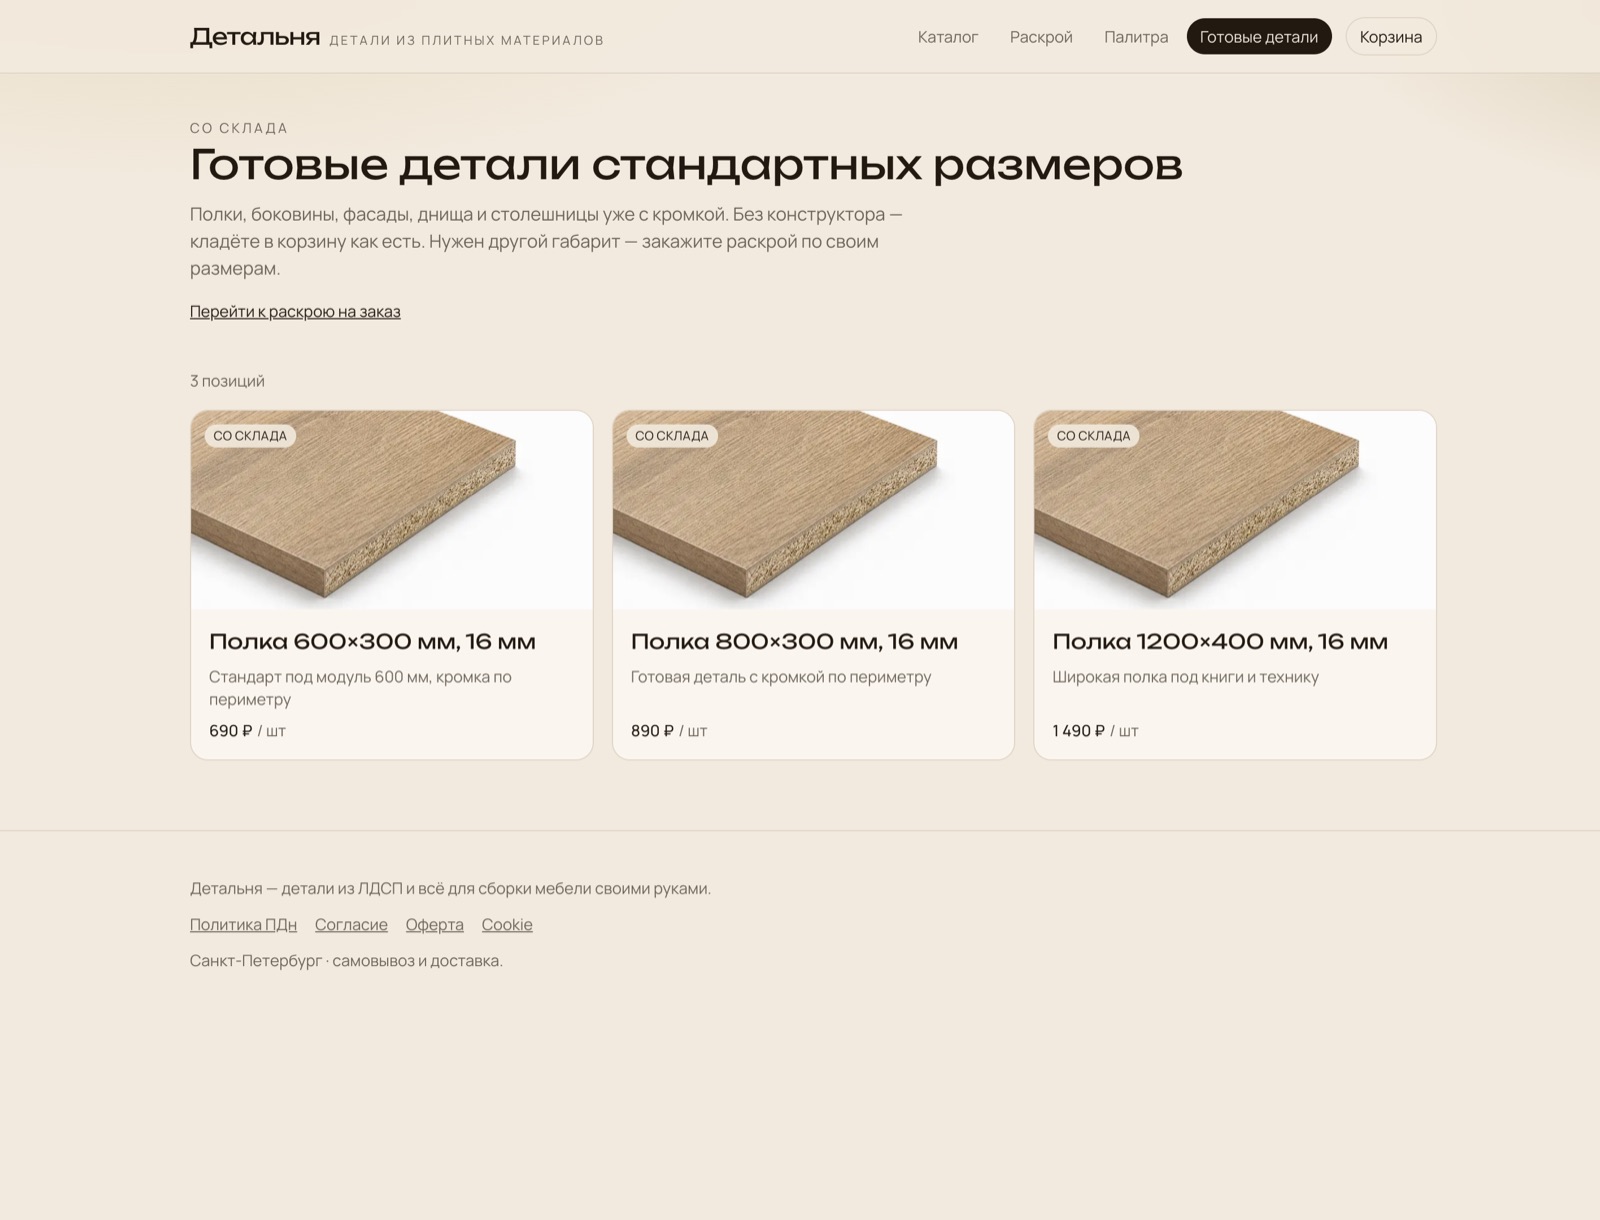 Детальня ДЕТАЛИ ИЗ ПЛИТНЫХ МАТЕРИАЛОВ
Каталог Раскрой Палитра Готовые детали Корзина
СО СКЛАДА
Готовые детали стандартных размеров
Полки, боковины, фасады, днища и столешницы уже с кромкой. Без конструктора —
кладёте в корзину как есть. Нужен другой габарит — закажите раскрой по своим
размерам.
Перейти к раскрою на заказ
3 позиций
СО СКЛАДА
Полка 600×300 мм, 16 мм
Стандарт под модуль 600 мм, кромка по
периметру
690 ₽ / шт
СО СКЛАДА
Полка 800×300 мм, 16 мм
Готовая деталь с кромкой по периметру
890 ₽ / шт
СО СКЛАДА
Полка 1200×400 мм, 16 мм
Широкая полка под книги и технику
1 490 ₽ / шт
Детальня — детали из ЛДСП и всё для сборки мебели своими руками.
Политика ПДн Согласие Оферта Cookie
Санкт-Петербург · самовывоз и доставка.